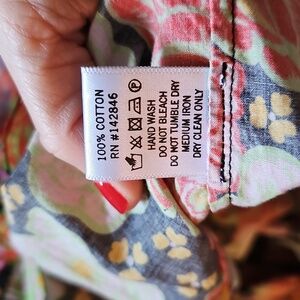 100% COTTON
RN #142846
HAND WASH
DO NOT BLEACH
DO NOT TUMBLE DRY
MEDIUM IRON
DRY CLEAN ONLY